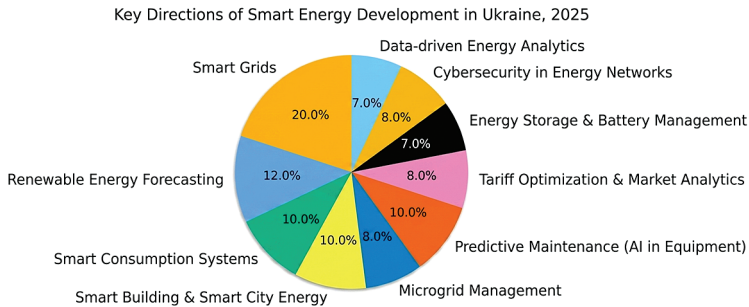 Key Directions of Smart Energy Development in Ukraine, 2025
Data-driven Energy Analytics
Smart Grids
Cybersecurity in Energy Networks
7.0%
20.0%
8.0%
Energy Storage & Battery Management
7.0%
Renewable Energy Forecasting
12.0%
8.0%
Tariff Optimization & Market Analytics
10.0%
10.0%
10.0%
8.0%
Predictive Maintenance (AI in Equipment)
Smart Consumption Systems
Microgrid Management
Smart Building & Smart City Energy